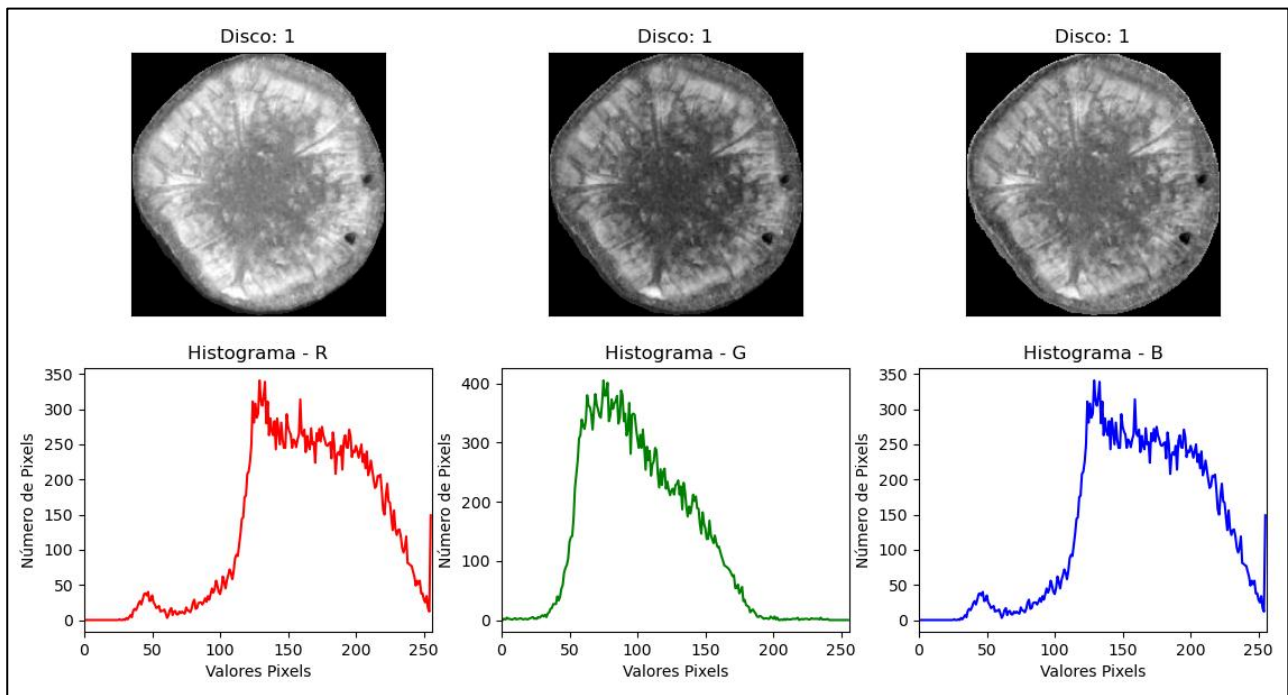 Disco: 1
Disco: 1
Disco: 1
Histograma - R
Histograma - G
Histograma - B
Número de Pixels
350
300
250
200
150
100
50
0
0 50 100 150 200 250
Valores Pixels
Número de Pixels
400
300
200
100
0
0 50 100 150 200 250
Valores Pixels
Número de Pixels
350
300
250
200
150
100
50
0
0 50 100 150 200 250
Valores Pixels